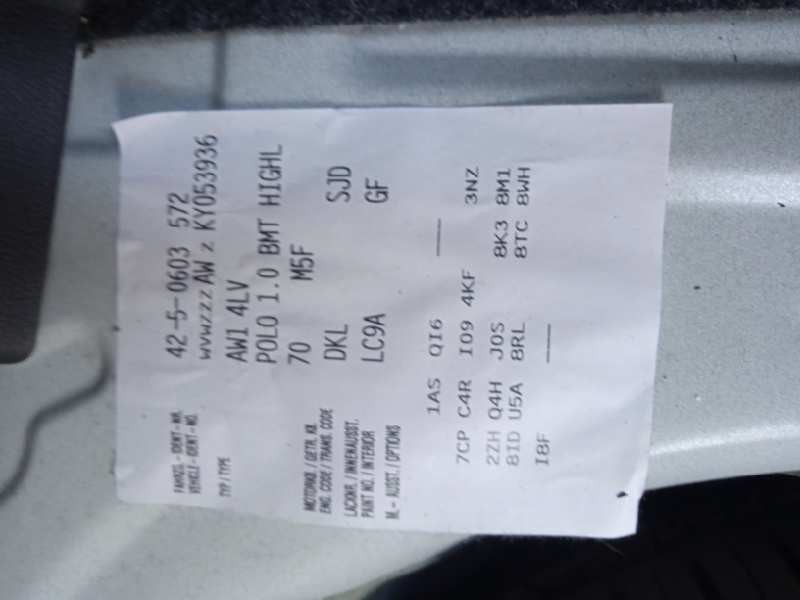 42-5-0603 572
FAHRZG.-IDENT-NR. WVWZZZ AW Z KY053936
VEHICLE-IDENT-NO.
TYP/TYPE AW1 4LV
POLO 1.0 BMT HIGHL
70 M5F
MOTORKB./GETR. KB. DKL SJD
ENG. CODE/TRANS. CODE
LACKNR./INNENAUSST. LC9A GF
PAINT NO./INTERIOR
M.-AUSST./OPTIONS
1AS QI6 ——
7CP C4R I09 4KF 3NZ
2ZH Q4H J0S 8K3 8M1
8ID U5A 8RL 8TC 8WH
I8F ——